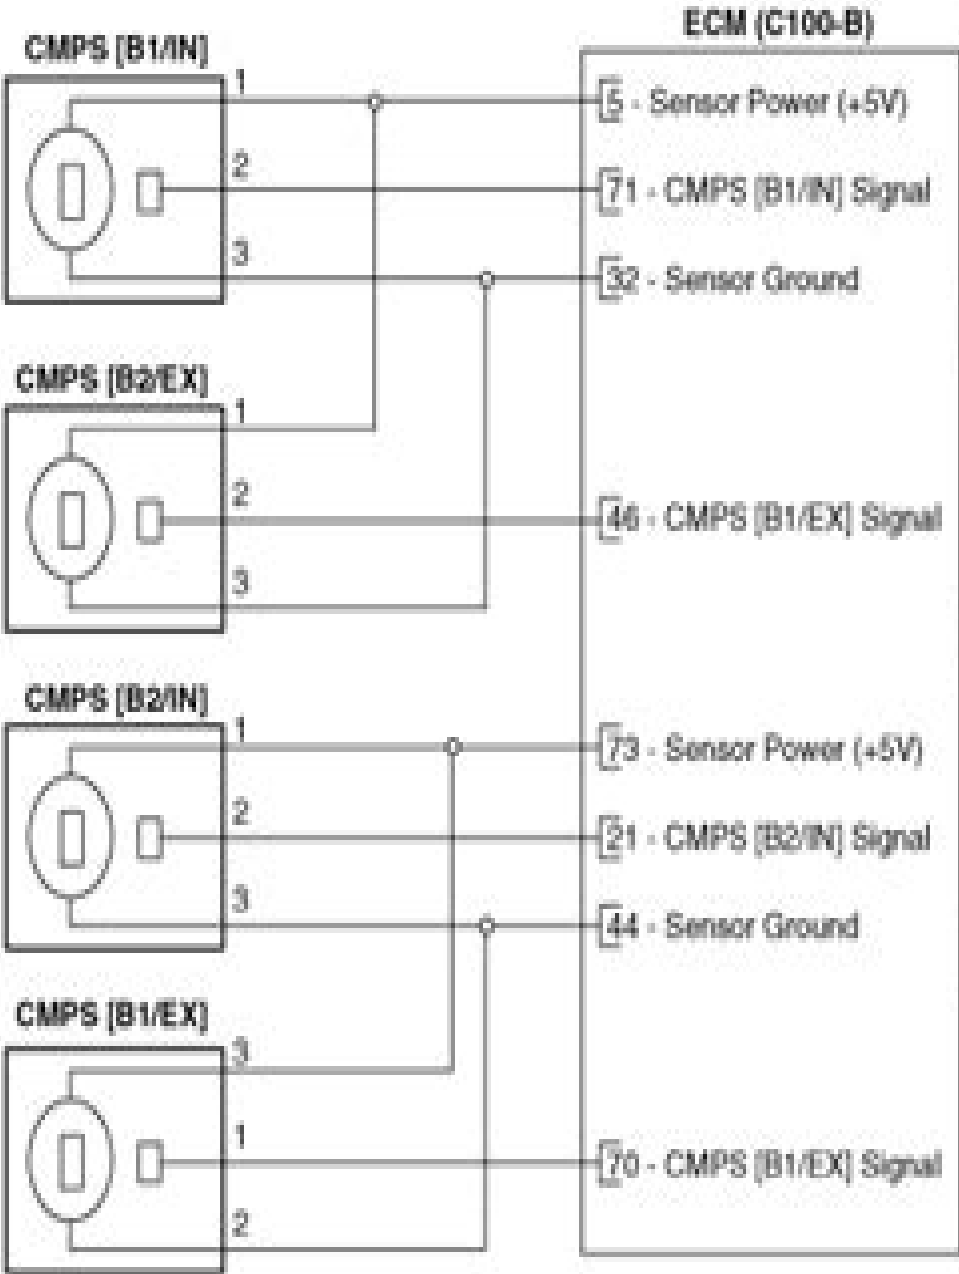 ECM (C100-B)
CMPS [B1/IN]
1
5 - Sensor Power (+5V)
2
71 - CMPS [B1/IN] Signal
3
32 - Sensor Ground
CMPS [B2/EX]
1
2
46 - CMPS [B1/EX] Signal
3
CMPS [B2/IN]
1
73 - Sensor Power (+5V)
2
21 - CMPS [B2/IN] Signal
3
44 - Sensor Ground
CMPS [B1/EX]
3
1
70 - CMPS [B1/EX] Signal
2